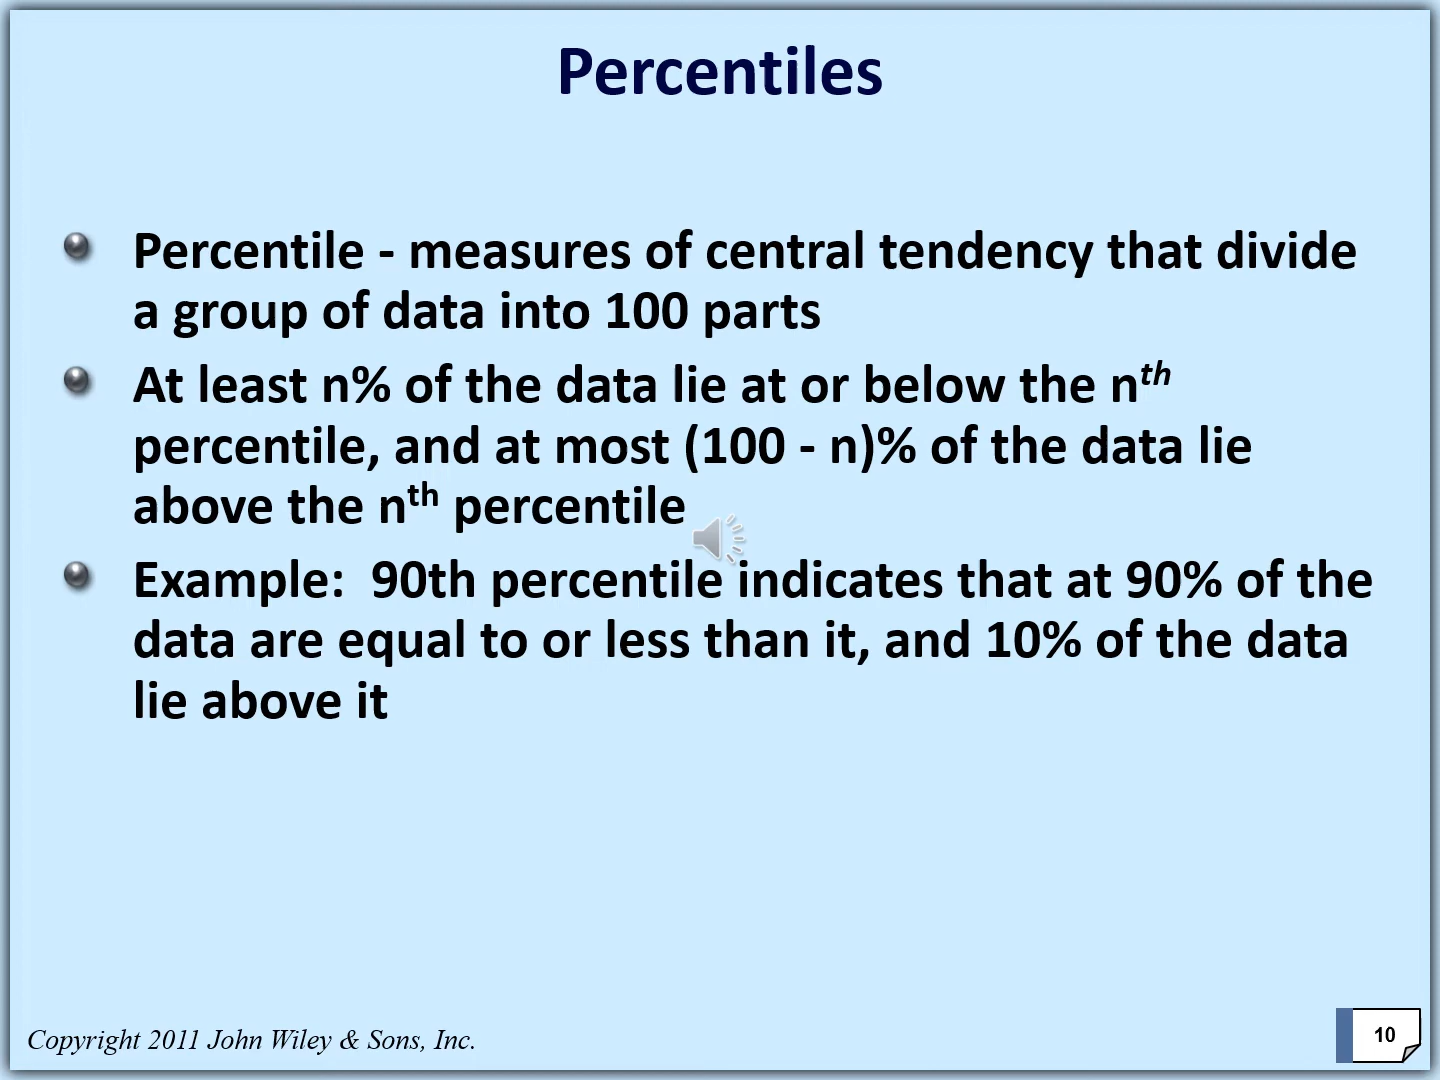 Percentiles
Percentile - measures of central tendency that divide
a group of data into 100 parts
At least n% of the data lie at or below the nth
percentile, and at most (100 - n)% of the data lie
above the nth percentile
Example:  90th percentile indicates that at 90% of the
data are equal to or less than it, and 10% of the data
lie above it
Copyright 2011 John Wiley & Sons, Inc.
10